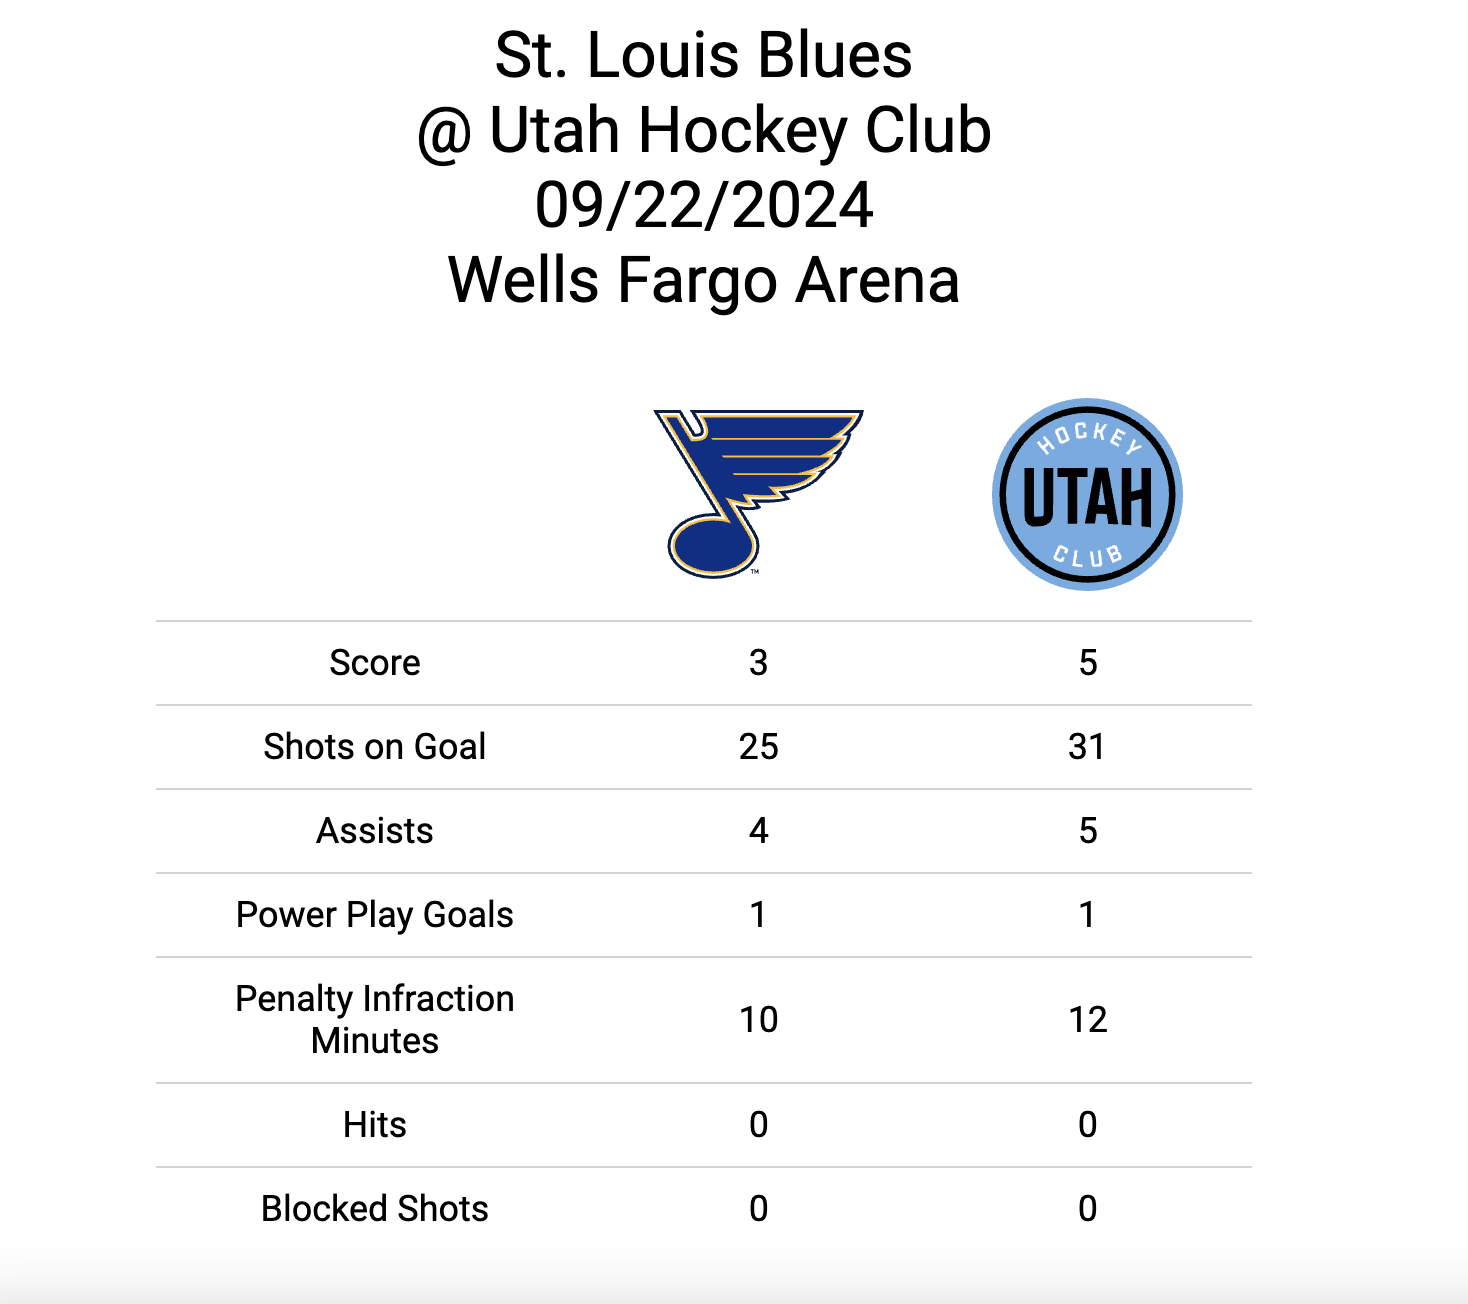 St. Louis Blues
@ Utah Hockey Club
09/22/2024
Wells Fargo Arena
HOCKEY
UTAH
CLUB
TM
Score 3 5
Shots on Goal 25 31
Assists 4 5
Power Play Goals 1 1
Penalty Infraction
Minutes 10 12
Hits 0 0
Blocked Shots 0 0